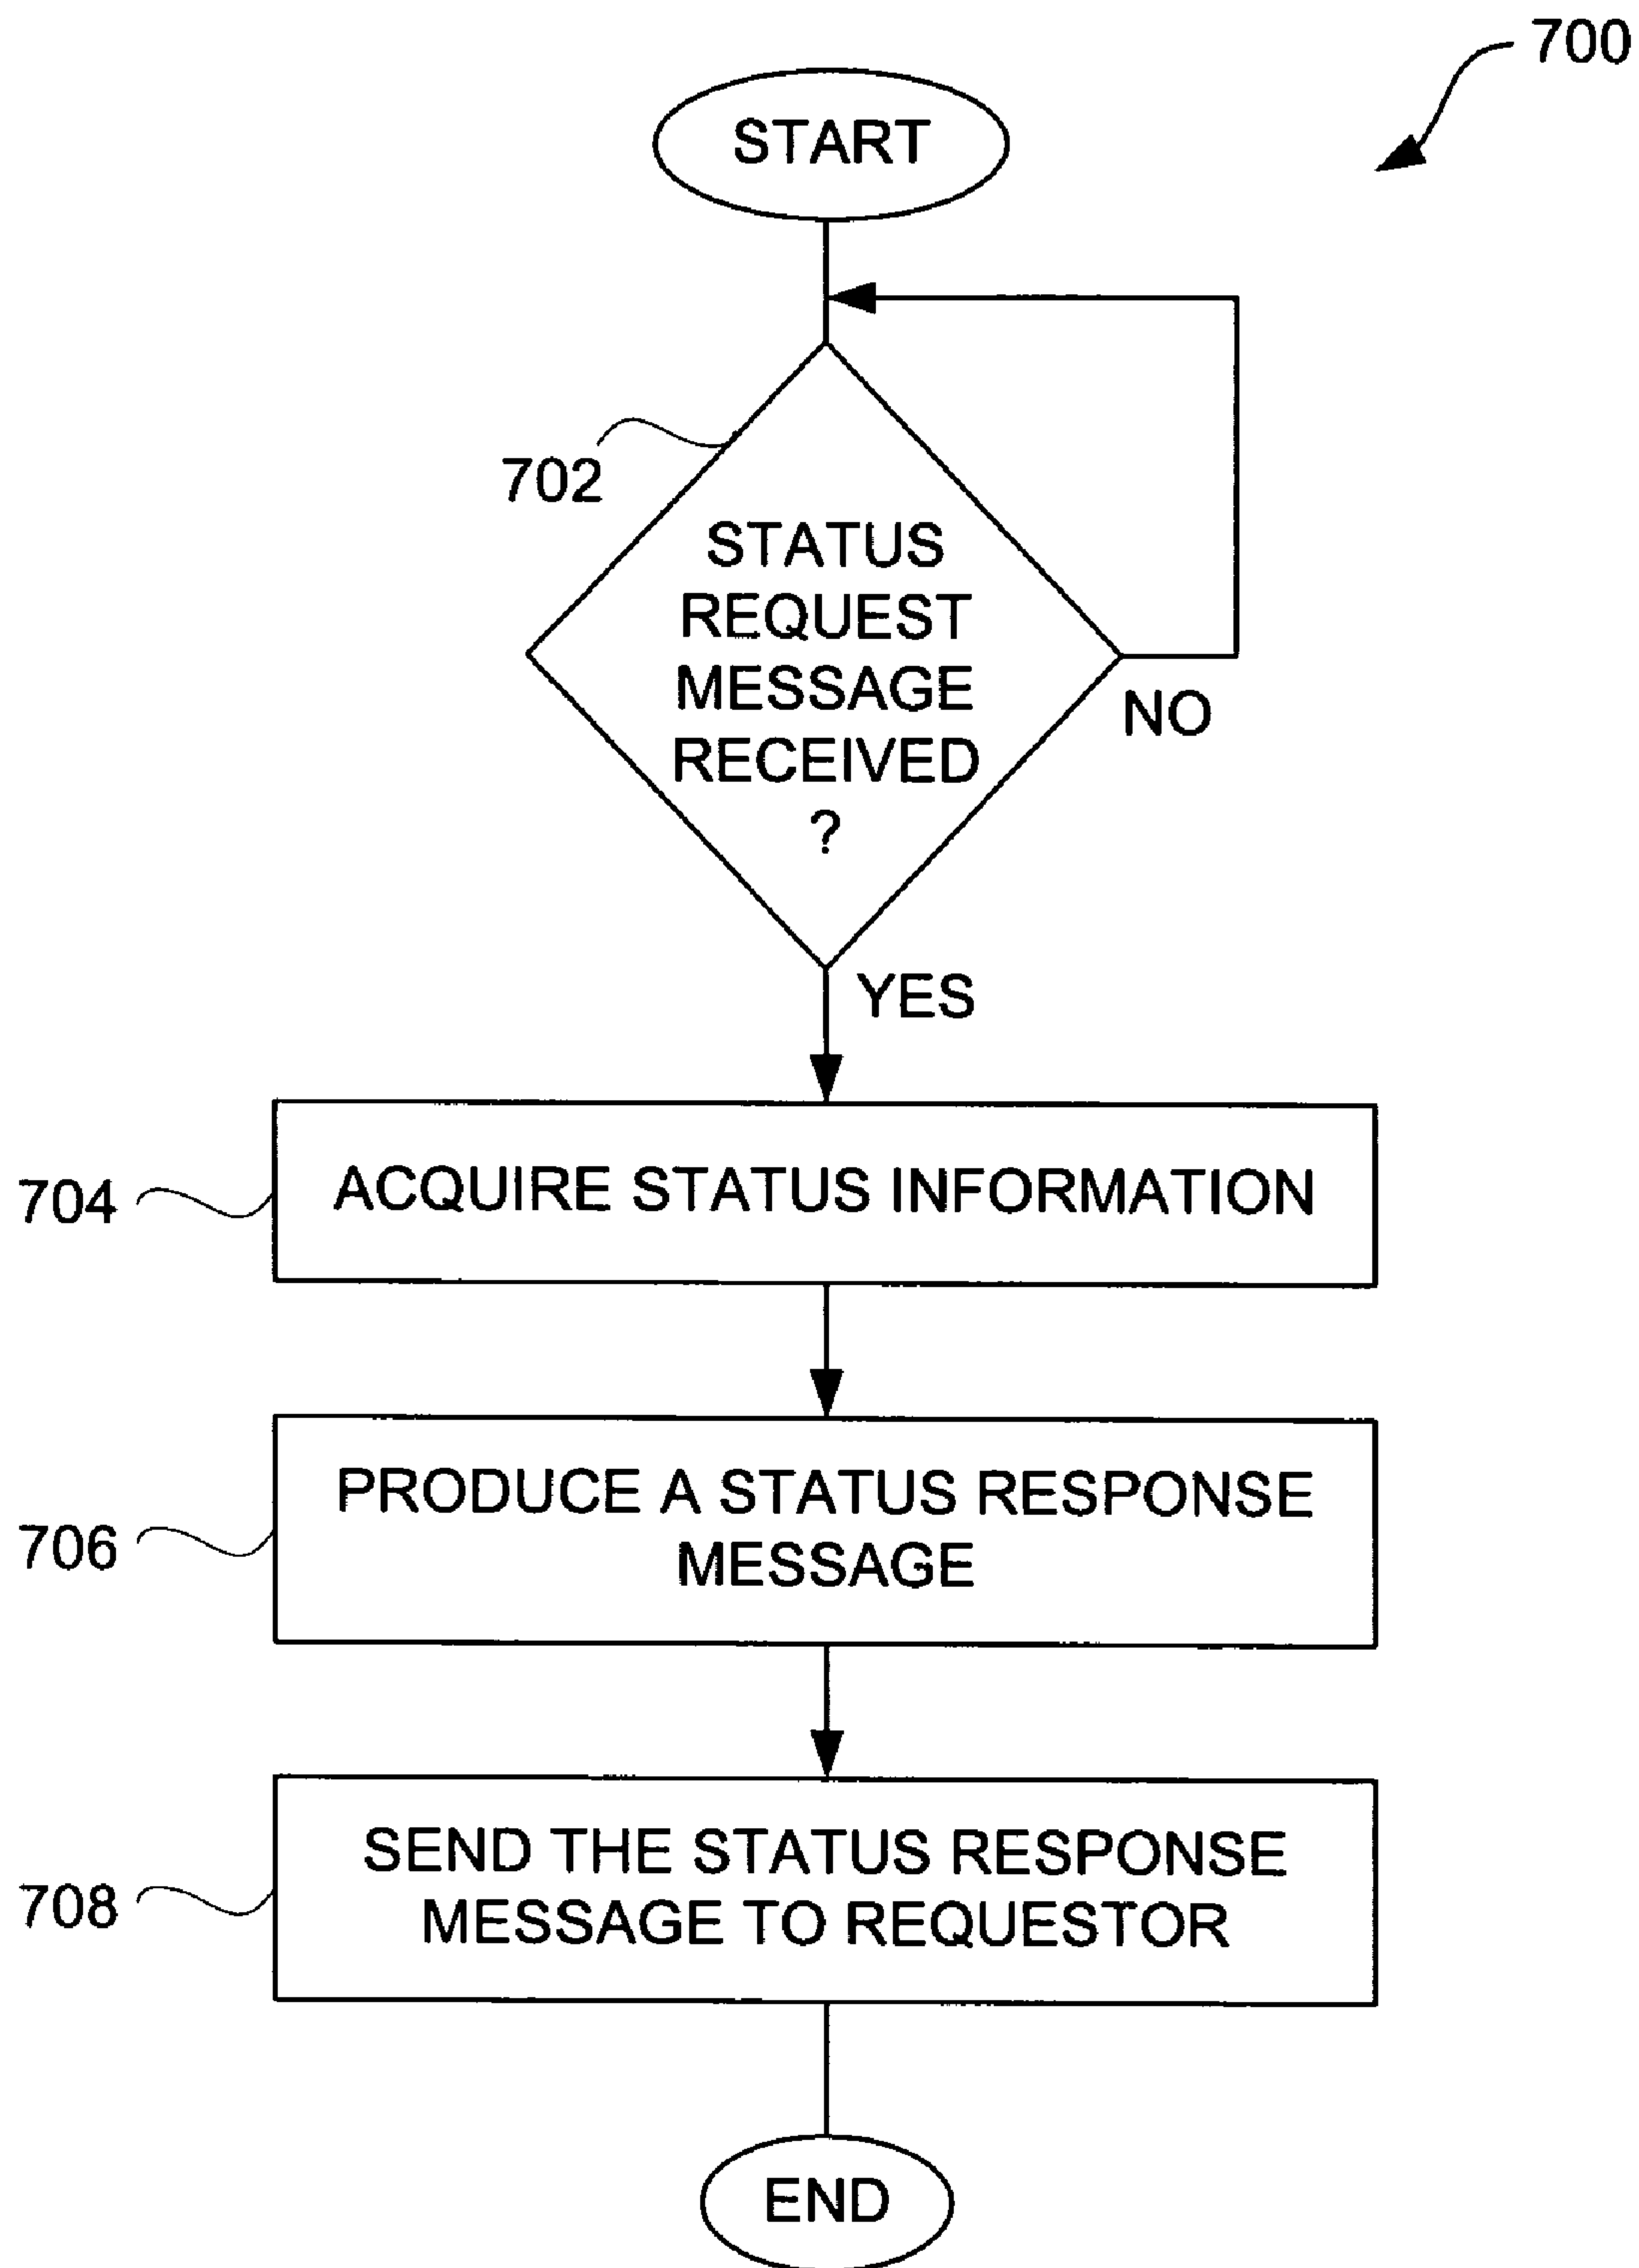 700
START
702
STATUS
REQUEST
MESSAGE
RECEIVED
?
NO
YES
704
ACQUIRE STATUS INFORMATION
706
PRODUCE A STATUS RESPONSE
MESSAGE
708
SEND THE STATUS RESPONSE
MESSAGE TO REQUESTOR
END